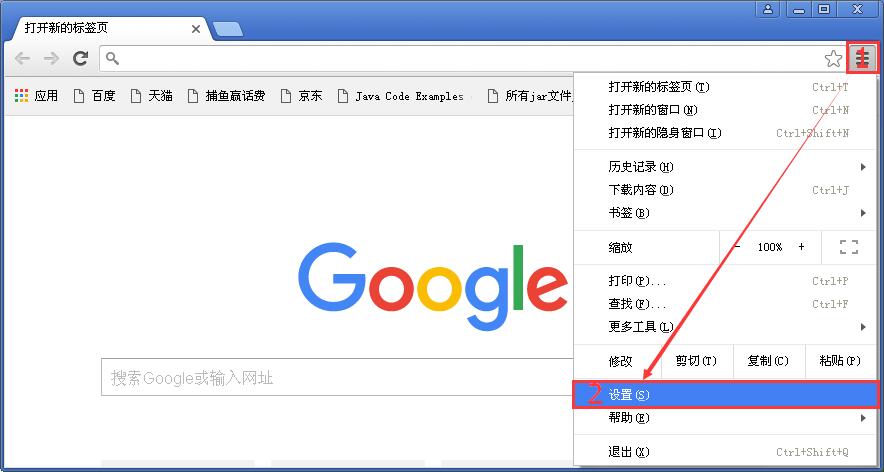 打开新的标签页
1
应用 百度 天猫 捕鱼赢话费 京东 Java Code Examples 所有jar文件
打开新的标签页(T) Ctrl+T
打开新的窗口(N) Ctrl+N
打开新的隐身窗口(I) Ctrl+Shift+N
历史记录(H)
下载内容(D) Ctrl+J
书签(B)
缩放 - 100% +
Google
打印(P)... Ctrl+P
查找(F)... Ctrl+F
更多工具(L)
修改 剪切(T) 复制(C) 粘贴(P)
搜索Google或输入网址
2 设置(S)
帮助(E)
退出(X) Ctrl+Shift+Q